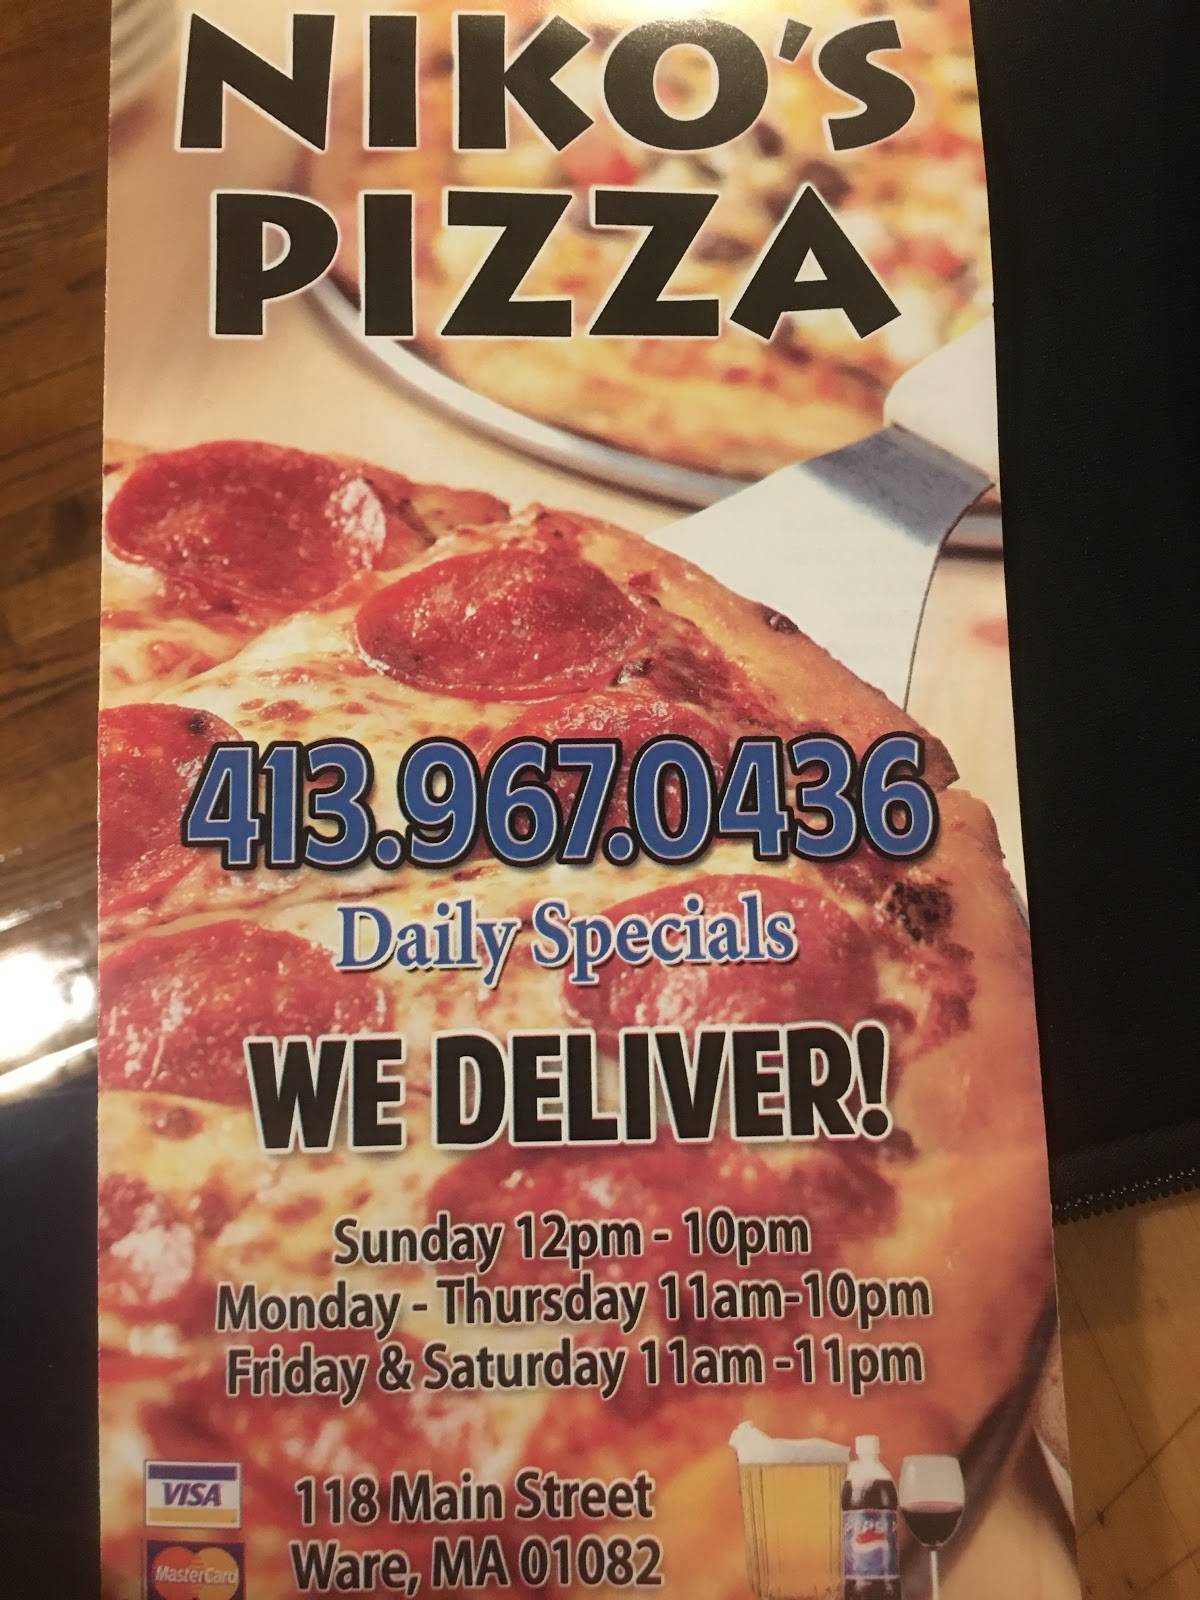 NIKO'S
PIZZA
413.967.0436
Daily Specials
WE DELIVER!
Sunday 12pm - 10pm
Monday - Thursday 11am-10pm
Friday & Saturday 11am -11pm
VISA
118 Main Street
MasterCard
Ware, MA 01082
PEPSI